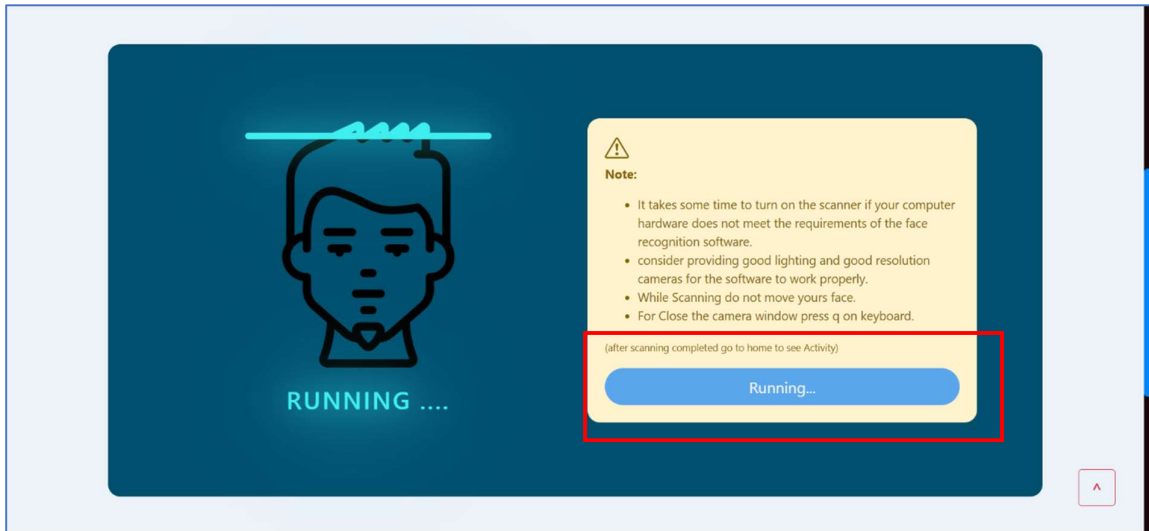 RUNNING ....
Note:
• It takes some time to turn on the scanner if your computer
hardware does not meet the requirements of the face
recognition software.
• consider providing good lighting and good resolution
cameras for the software to work properly.
• While Scanning do not move yours face.
• For Close the camera window press q on keyboard.
(after scanning completed go to home to see Activity)
Running...